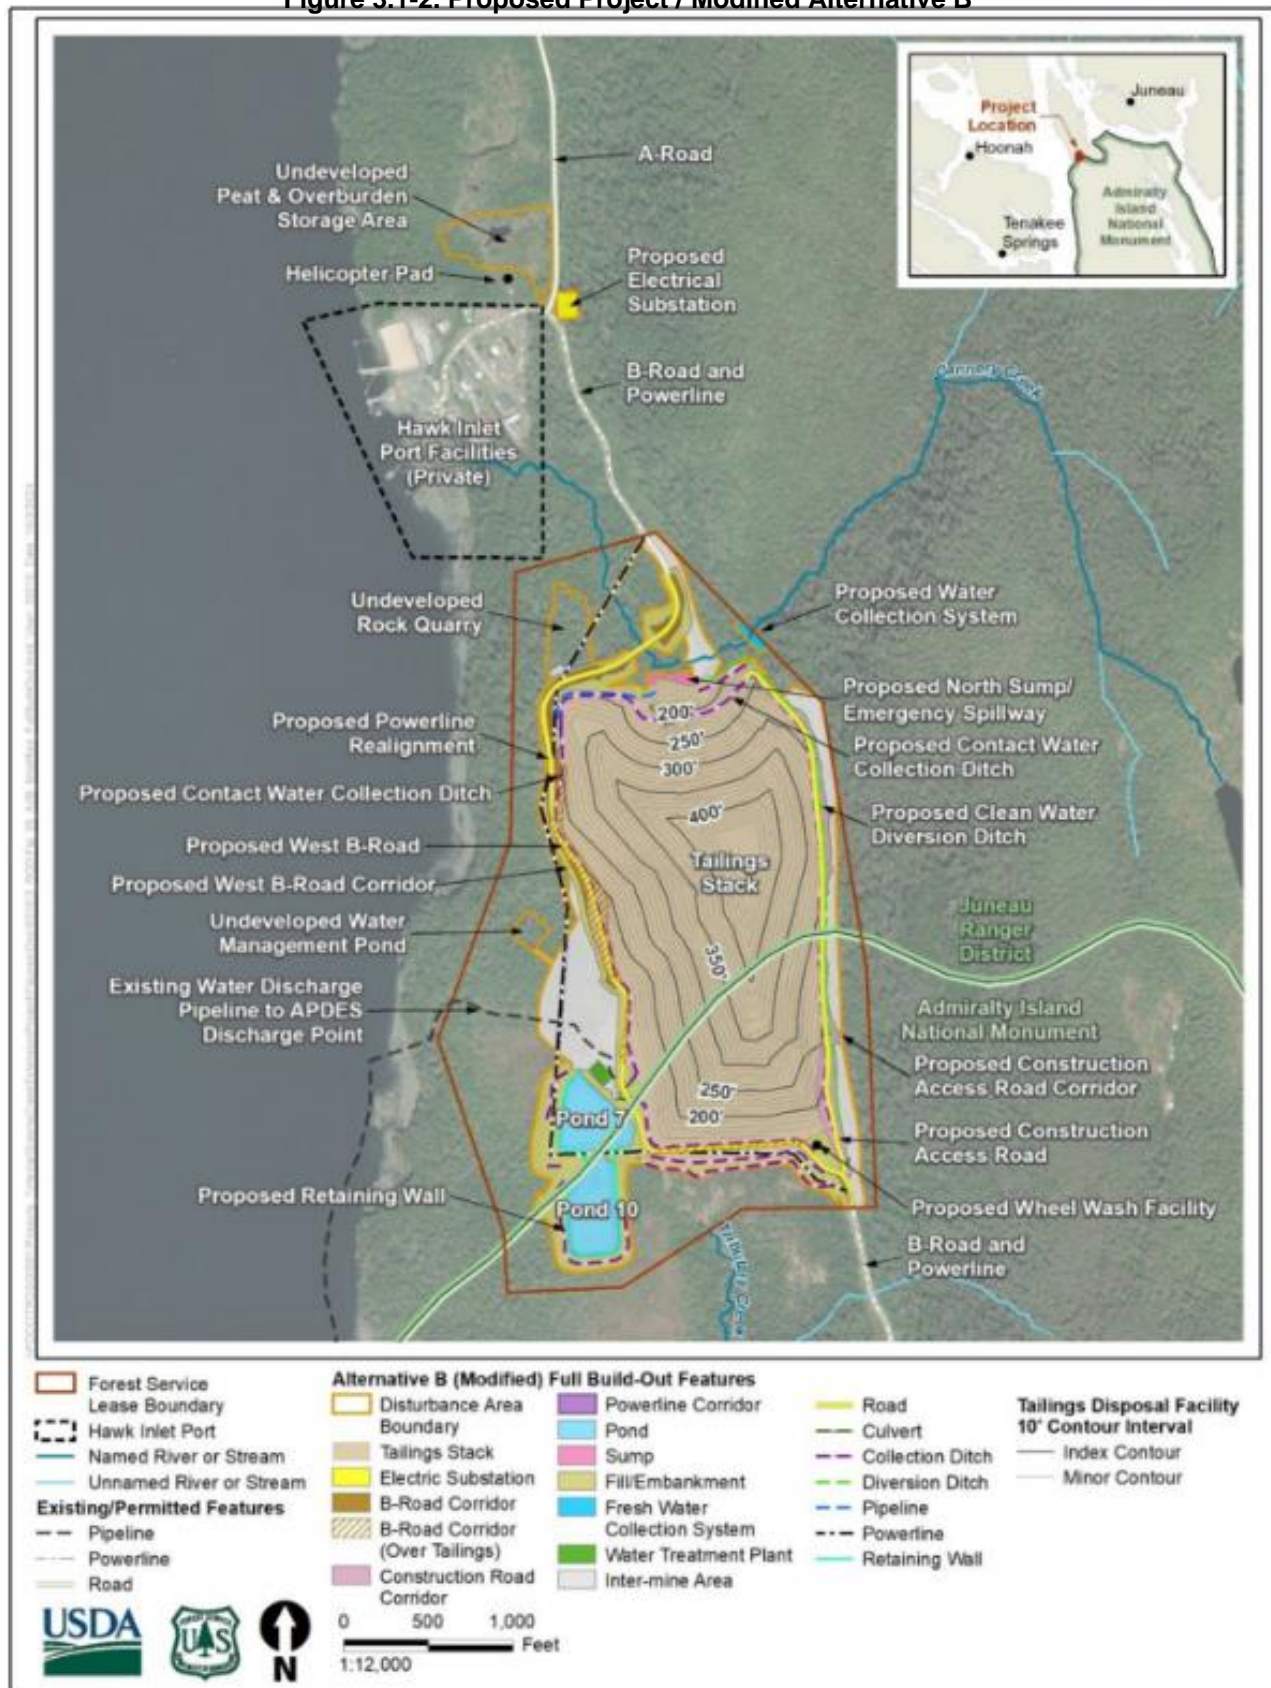 Figure 3.1-2. Proposed Project / Modified Alternative B
Juneau
Project
Location
Hoonah
Admiralty
Island
National
Monument
Tenakee
Springs
A-Road
Undeveloped
Peat & Overburden
Storage Area
Helicopter Pad
Proposed
Electrical
Substation
B-Road and
Powerline
Cannery Creek
Hawk Inlet
Port Facilities
(Private)
Undeveloped
Rock Quarry
Proposed Water
Collection System
Proposed North Sump/
Emergency Spillway
Proposed Powerline
Realignment
Proposed Contact Water
Collection Ditch
Proposed Contact Water Collection Ditch
Proposed Clean Water
Diversion Ditch
Proposed West B-Road
Proposed West B-Road Corridor
Undeveloped Water
Management Pond
Existing Water Discharge
Pipeline to APDES
Discharge Point
200'
250'
300'
400'
Tailings
Stack
350'
250'
200'
Juneau
Ranger
District
Admiralty Island
National Monument
Proposed Construction
Access Road Corridor
Proposed Construction
Access Road
Pond 7
Proposed Retaining Wall
Pond 10
Proposed Wheel Wash Facility
B-Road and
Powerline
Forest Service
Lease Boundary
Hawk Inlet Port
Named River or Stream
Unnamed River or Stream
Existing/Permitted Features
Pipeline
Powerline
Road
Alternative B (Modified) Full Build-Out Features
Disturbance Area
Boundary
Tailings Stack
Electric Substation
B-Road Corridor
B-Road Corridor
(Over Tailings)
Construction Road
Corridor
Powerline Corridor
Pond
Sump
Fill/Embankment
Fresh Water
Collection System
Water Treatment Plant
Inter-mine Area
Road
Culvert
Collection Ditch
Diversion Ditch
Pipeline
Powerline
Retaining Wall
Tailings Disposal Facility
10' Contour Interval
Index Contour
Minor Contour
USDA
U S
N
0 500 1,000
Feet
1:12,000